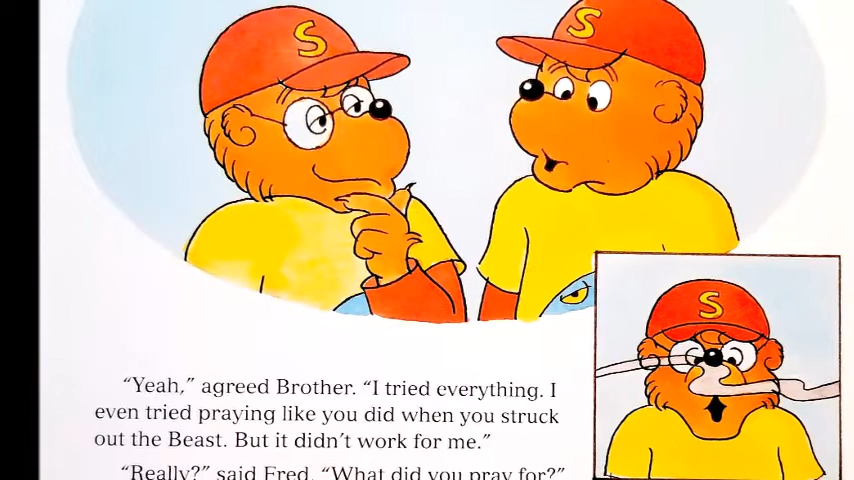 S
S
S
“Yeah,” agreed Brother. “I tried everything. I
even tried praying like you did when you struck
out the Beast. But it didn’t work for me.”
“Really?” said Fred. “What did you pray for?”